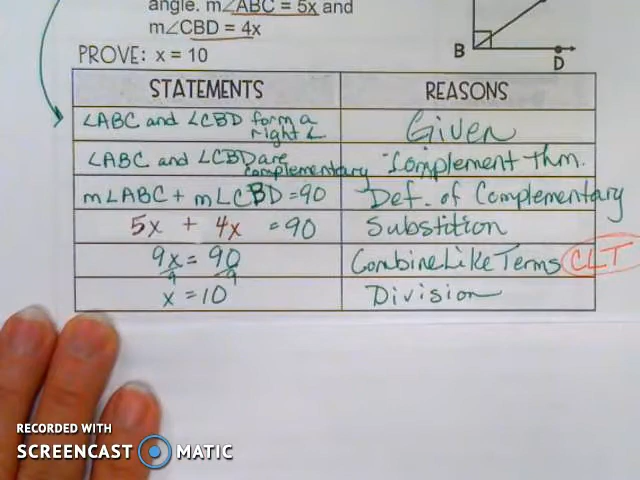 angle. m∠ABC = 5x and
m∠CBD = 4x
PROVE: x = 10
B
D
STATEMENTS
REASONS
∠ABC and ∠CBD form a
right ∠
Given
∠ABC and ∠CBD are
complementary
Complement thm.
m∠ABC + m∠CBD = 90
Def. of Complementary
5x + 4x = 90
Substition
9x = 90
9 9
Combine Like Terms CLT
x = 10
Division
RECORDED WITH
SCREENCAST MATIC